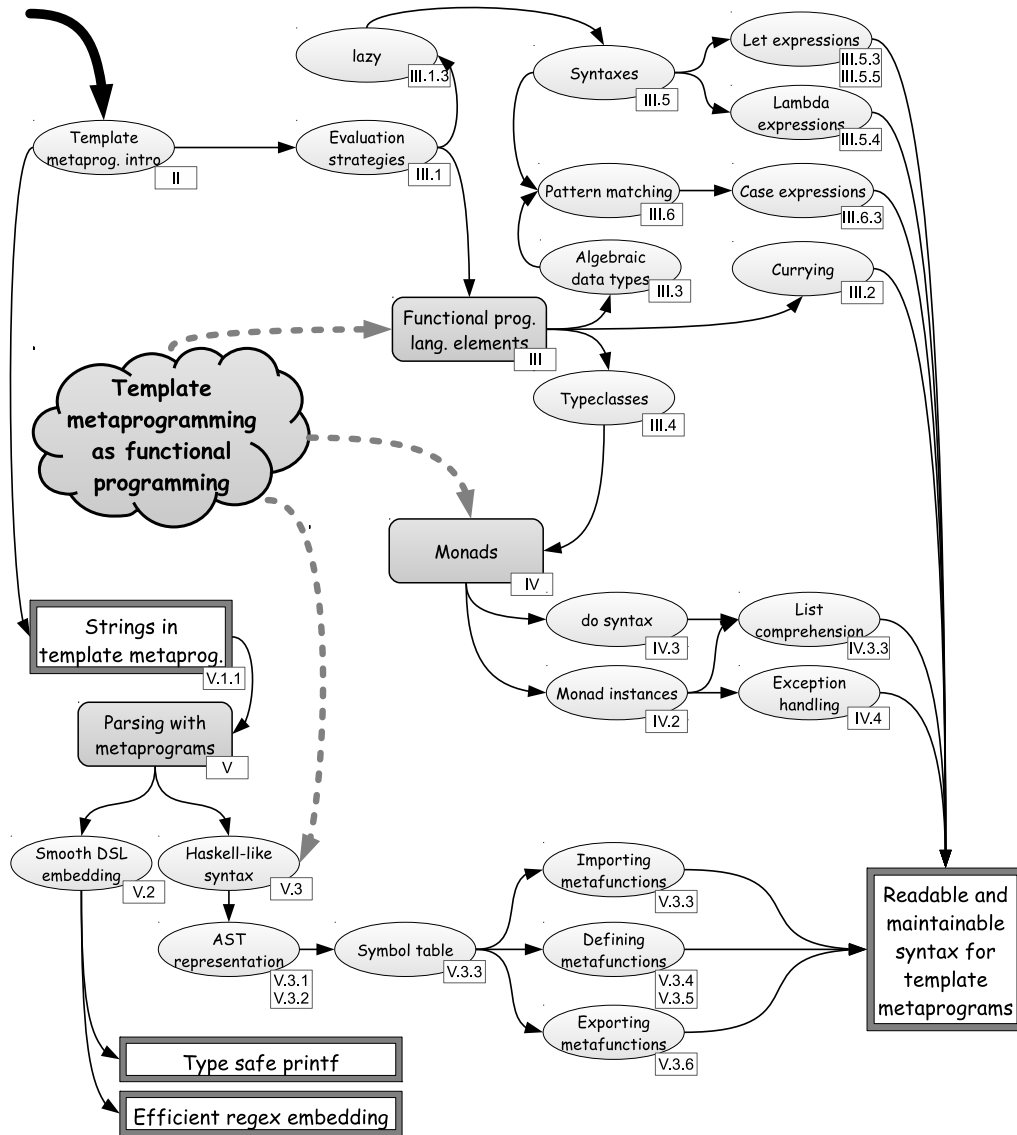 lazy
III.1.3
Syntaxes
III.5
Let expressions
III.5.3
III.5.5
Lambda
expressions
III.5.4
Template
metaprog. intro
II
Evaluation
strategies
III.1
Pattern matching
III.6
Case expressions
III.6.3
Algebraic
data types
III.3
Currying
III.2
Functional prog.
lang. elements
III
Typeclasses
III.4
Template
metaprogramming
as functional
programming
Monads
IV
do syntax
IV.3
List
comprehension
IV.3.3
Monad instances
IV.2
Exception
handling
IV.4
Strings in
template metaprog.
V.1.1
Parsing with
metaprograms
V
Smooth DSL
embedding
V.2
Haskell-like
syntax
V.3
AST
representation
V.3.1
V.3.2
Symbol table
V.3.3
Importing
metafunctions
V.3.3
Defining
metafunctions
V.3.4
V.3.5
Exporting
metafunctions
V.3.6
Readable and
maintainable
syntax for
template
metaprograms
Type safe printf
Efficient regex embedding